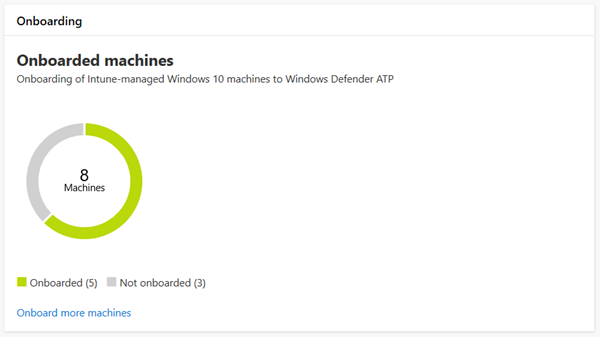 Onboarding
Onboarded machines
Onboarding of Intune-managed Windows 10 machines to Windows Defender ATP
8
Machines
Onboarded (5) Not onboarded (3)
Onboard more machines